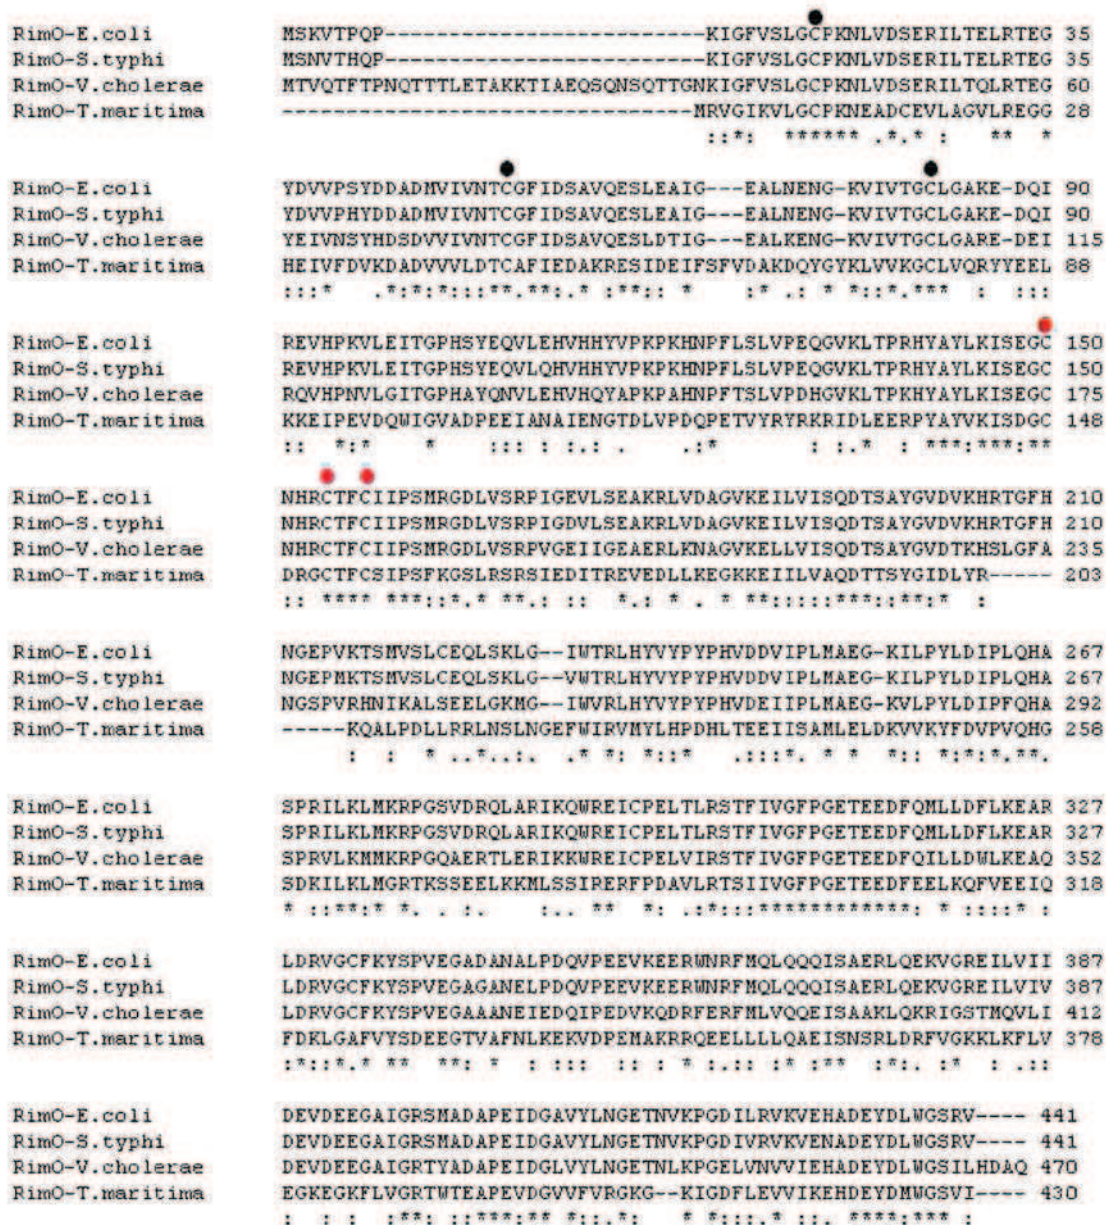 RimO-E.coli MSKVTPQP-------------------------KIGFVSLGCPKNLVDSERILTELRTEG 35
RimO-S.typhi MSNVTHQP-------------------------KIGFVSLGCPKNLVDSERILTELRTEG 35
RimO-V.cholerae MTVQTFTPNQTTTLETAKKTIAEQSQNSQTTGNKIGFVSLGCPKNLVDSERILTQLRTEG 60
RimO-T.maritima --------------------------------MRVGIKVLGCPKNEADCEVLAGVLREGG 28
::*: ****** .*.* : ** *
RimO-E.coli YDVVPSYDDADMVIVNTCGFIDSAVQESLEAIG---EALNENG-KVIVTGCLGAKE-DQI 90
RimO-S.typhi YDVVPHYDDADMVIVNTCGFIDSAVQESLEAIG---EALNENG-KVIVTGCLGAKE-DQI 90
RimO-V.cholerae YEIVNSYHDSDVVIVNTCGFIDSAVQESLDTIG---EALKENG-KVIVTGCLGARE-DEI 115
RimO-T.maritima HEIVFDVKDADVVVLDTCAFIEDAKRESIDEIFSFVDAKDQYGYKLVVKGCLVQRYYEEL 88
:::* .*:*:*:::**.**:.* :**:: * :* .: * *::*.*** : :::
RimO-E.coli REVHPKVLEITGPHSYEQVLEHVHHYVPKPKHNPFLSLVPEQGVKLTPRHYAYLKISEGC 150
RimO-S.typhi REVHPKVLEITGPHSYEQVLQHVHHYVPKPKHNPFLSLVPEQGVKLTPRHYAYLKISEGC 150
RimO-V.cholerae RQVHPNVLGITGPHAYQNVLEHVHQYAPKPAHNPFTSLVPDHGVKLTPKHYAYLKISEGC 175
RimO-T.maritima KKEIPEVDQWIGVADPEEIANAIENGTDLVPDQPETVYRYRKRIDLEERPYAYVKISDGC 148
:: *:* * ::: : :.: . .:* : :.* : ***:***:**
RimO-E.coli NHRCTFCIIPSMRGDLVSRPIGEVLSEAKRLVDAGVKEILVISQDTSAYGVDVKHRTGFH 210
RimO-S.typhi NHRCTFCIIPSMRGDLVSRPIGDVLSEAKRLVDAGVKEILVISQDTSAYGVDVKHRTGFH 210
RimO-V.cholerae NHRCTFCIIPSMRGDLVSRPVGEIIGEAERLKNAGVKELLVISQDTSAYGVDTKHSLGFA 235
RimO-T.maritima DRGCTFCSIPSFKGSLRSRSIEDITREVEDLLKEGKKEIILVAQDTTSYGIDLYR----- 203
:: **** ***::*.* **.: :: *.: * . * **:::::***::**:* :
RimO-E.coli NGEPVKTSMVSLCEQLSKLG--IWTRLHYVYPYPHVDDVIPLMAEG-KILPYLDIPLQHA 267
RimO-S.typhi NGEPMKTSMVSLCEQLSKLG--VWTRLHYVYPYPHVDDVIPLMAEG-KILPYLDIPLQHA 267
RimO-V.cholerae NGSPVRHNIKALSEELGKMG--IWVRLHYVYPYPHVDEIIPLMAEG-KVLPYLDIPFQHA 292
RimO-T.maritima -----KQALPDLLRRLNSLNGEFWIRVMYLHPDHLTEEIISAMLELDKVVKYFDVPVQHG 258
: : * ..*..:. .* *: *::* .:::*. * * *:: *:*:*.**.
RimO-E.coli SPRILKLMKRPGSVDRQLARIKQWREICPELTLRSTFIVGFPGETEEDFQMLLDFLKEAR 327
RimO-S.typhi SPRILKLMKRPGSVDRQLARIKQWREICPELTLRSTFIVGFPGETEEDFQMLLDFLKEAR 327
RimO-V.cholerae SPRVLKMMKRPGQAERTLERIKKWREICPELVIRSTFIVGFPGETEEDFQILLDWLKEAQ 352
RimO-T.maritima SDKILKLMGRTKSSEELKKMLSSIRERFPDAVLRTSIIVGFPGETEEDFEELKQFVEEIQ 318
* ::**:* *. . :. :.. ** *: .:*:::************: * ::::* :
RimO-E.coli LDRVGCFKYSPVEGADANALPDQVPEEVKEERWNRFMQLQQQISAERLQEKVGREILVII 387
RimO-S.typhi LDRVGCFKYSPVEGAGANELPDQVPEEVKEERWNRFMQLQQQISAERLQEKVGREILVIV 387
RimO-V.cholerae LDRVGCFKYSPVEGAAANEIEDQIPEDVKQDRFERFMLVQQEISAAKLQKRIGSTMQVLI 412
RimO-T.maritima FDKLGAFVYSDEEGTVAFNLKEKVDPEMAKRRQEELLLLQAEISNSRLDRFVGKKLKFLV 378
:*::*.* ** **: * : ::: :: : * :.:: :* :** :*:. :* : .::
RimO-E.coli DEVDEEGAIGRSMADAPEIDGAVYLNGETNVKPGDILRVKVEHADEYDLWGSRV---- 441
RimO-S.typhi DEVDEEGAIGRSMADAPEIDGAVYLNGETNVKPGDIVRVKVENADEYDLWGSRV---- 441
RimO-V.cholerae DEVDEEGAIGRTYADAPEIDGLVYLNGETNLKPGELVNVVIEHADEYDLWGSILHDAQ 470
RimO-T.maritima EGKEGKFLVGRTWTEAPEVDGVVFVRGKG--KIGDFLEVVIKEHDEYDMWGSVI---- 430
: : : :**: ::***:** *::.*: * *:::.* ::. ****:*** :